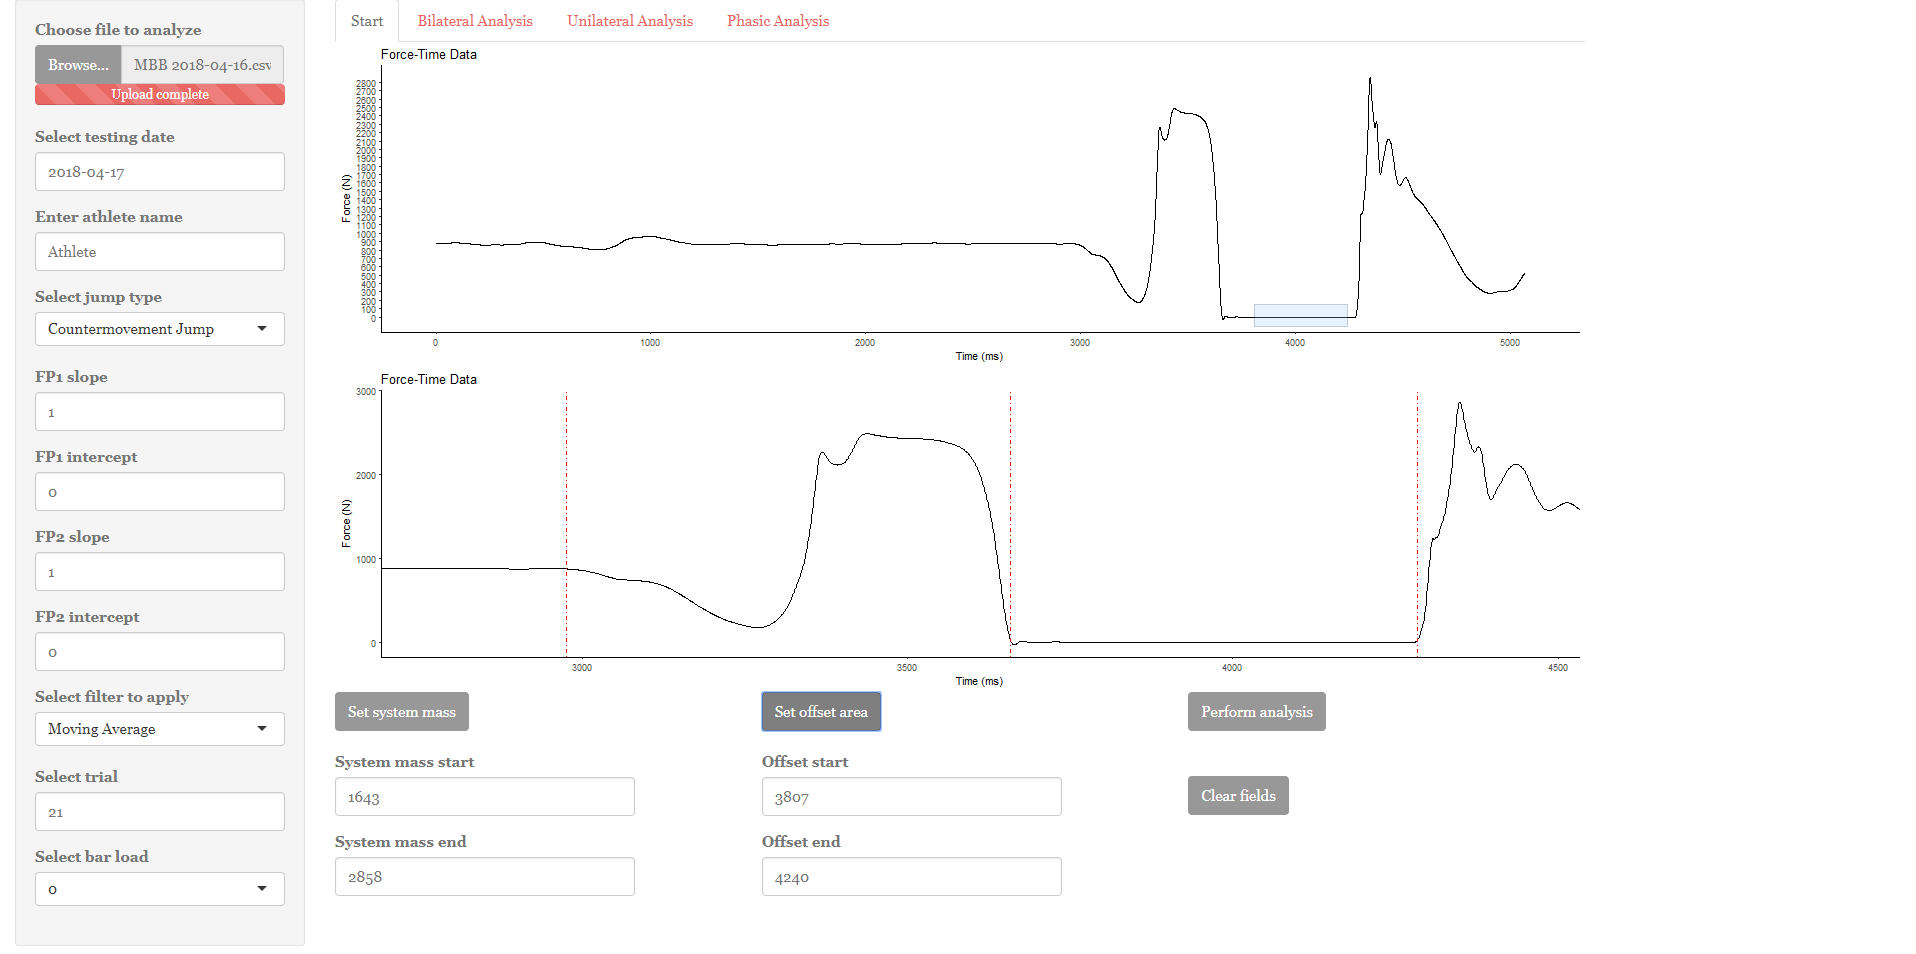 Choose file to analyze
Browse... MBB 2018-04-16.csv
Upload complete
Select testing date
2018-04-17
Enter athlete name
Athlete
Select jump type
Countermovement Jump
FP1 slope
1
FP1 intercept
0
FP2 slope
1
FP2 intercept
0
Select filter to apply
Moving Average
Select trial
21
Select bar load
0
Start Bilateral Analysis Unilateral Analysis Phasic Analysis
Force-Time Data
Force (N)
2800
2700
2600
2500
2400
2300
2200
2100
2000
1900
1800
1700
1600
1500
1400
1300
1200
1100
1000
900
800
700
600
500
400
300
200
100
0
0 1000 2000 3000 4000 5000
Time (ms)
Force-Time Data
Force (N)
3000
2000
1000
0
3000 3500 4000 4500
Time (ms)
Set system mass Set offset area Perform analysis
System mass start Offset start
1643 3807 Clear fields
System mass end Offset end
2858 4240